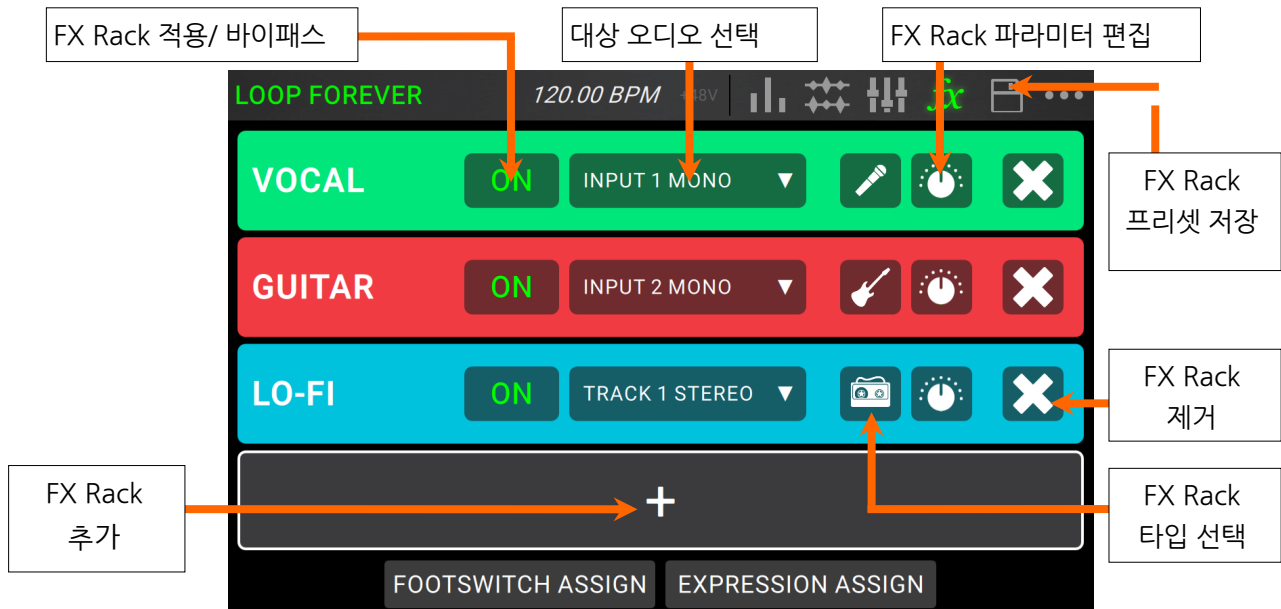 FX Rack 적용/ 바이패스
대상 오디오 선택
FX Rack 파라미터 편집
LOOP FOREVER
120.00 BPM
+48V
fx
FX Rack
프리셋 저장
VOCAL
ON
INPUT 1 MONO
GUITAR
ON
INPUT 2 MONO
LO-FI
ON
TRACK 1 STEREO
FX Rack
제거
FX Rack
추가
+
FX Rack
타입 선택
FOOTSWITCH ASSIGN
EXPRESSION ASSIGN